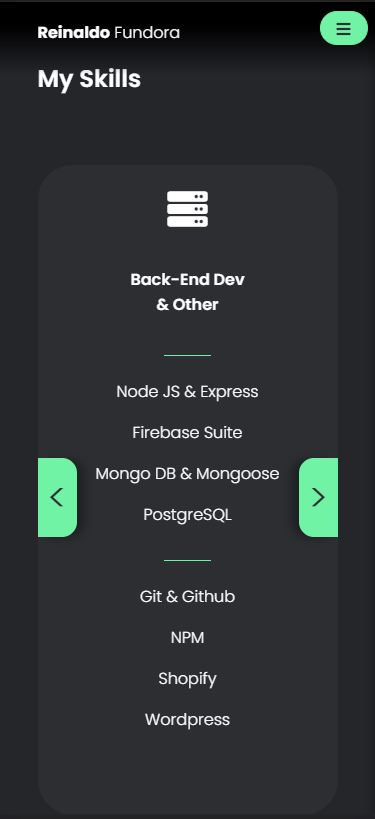 Reinaldo Fundora
My Skills
Back-End Dev
& Other
Node JS & Express
Firebase Suite
Mongo DB & Mongoose
PostgreSQL
Git & Github
NPM
Shopify
Wordpress